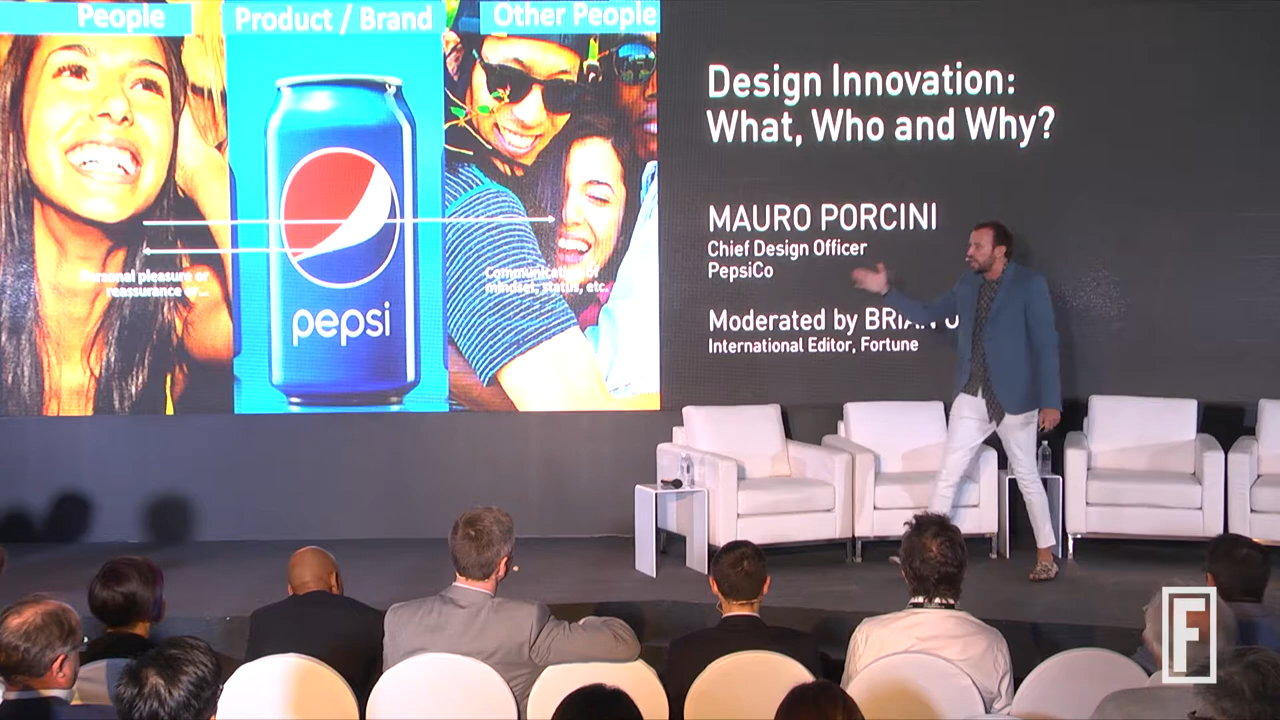 People
Product / Brand
Other People
Personal pleasure or
reassurance or...
Communication of
mindset, status, etc.
pepsi
Design Innovation:
What, Who and Why?
MAURO PORCINI
Chief Design Officer
PepsiCo
Moderated by BRIAN
International Editor, Fortune
F